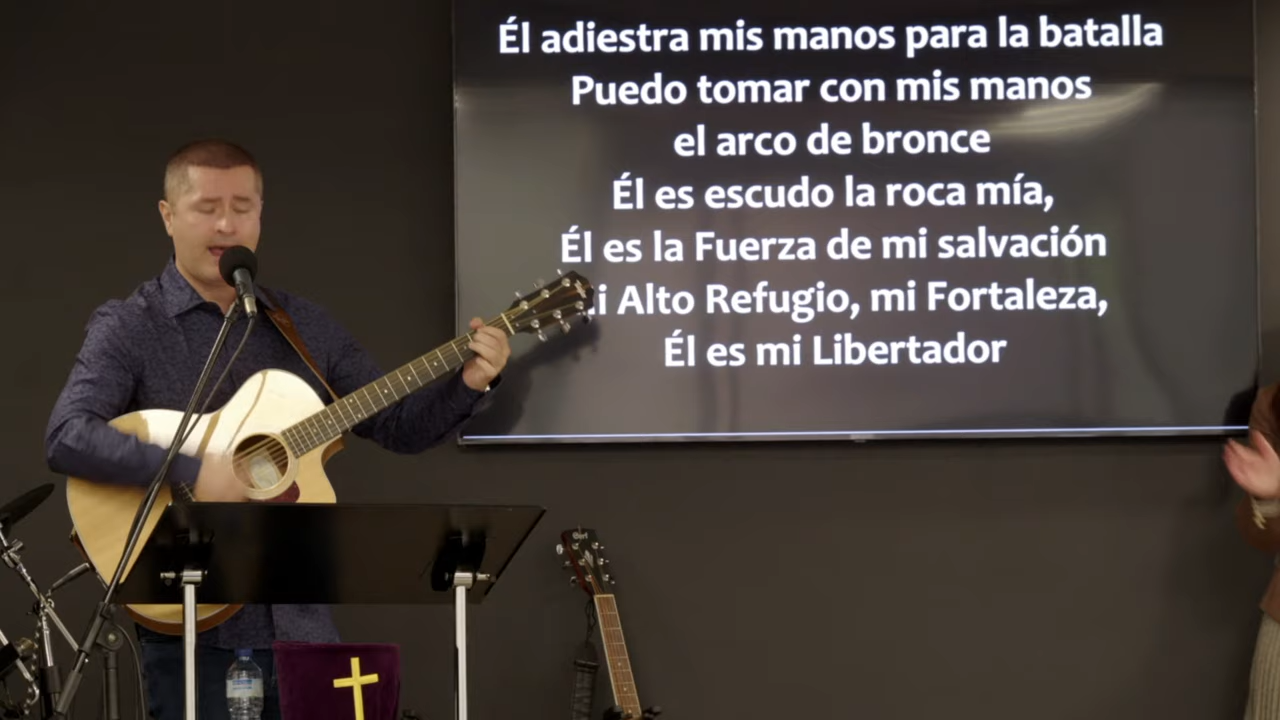 Él adiestra mis manos para la batalla
Puedo tomar con mis manos
el arco de bronce
Él es escudo la roca mía,
Él es la Fuerza de mi salvación
i Alto Refugio, mi Fortaleza,
Él es mi Libertador
Cort